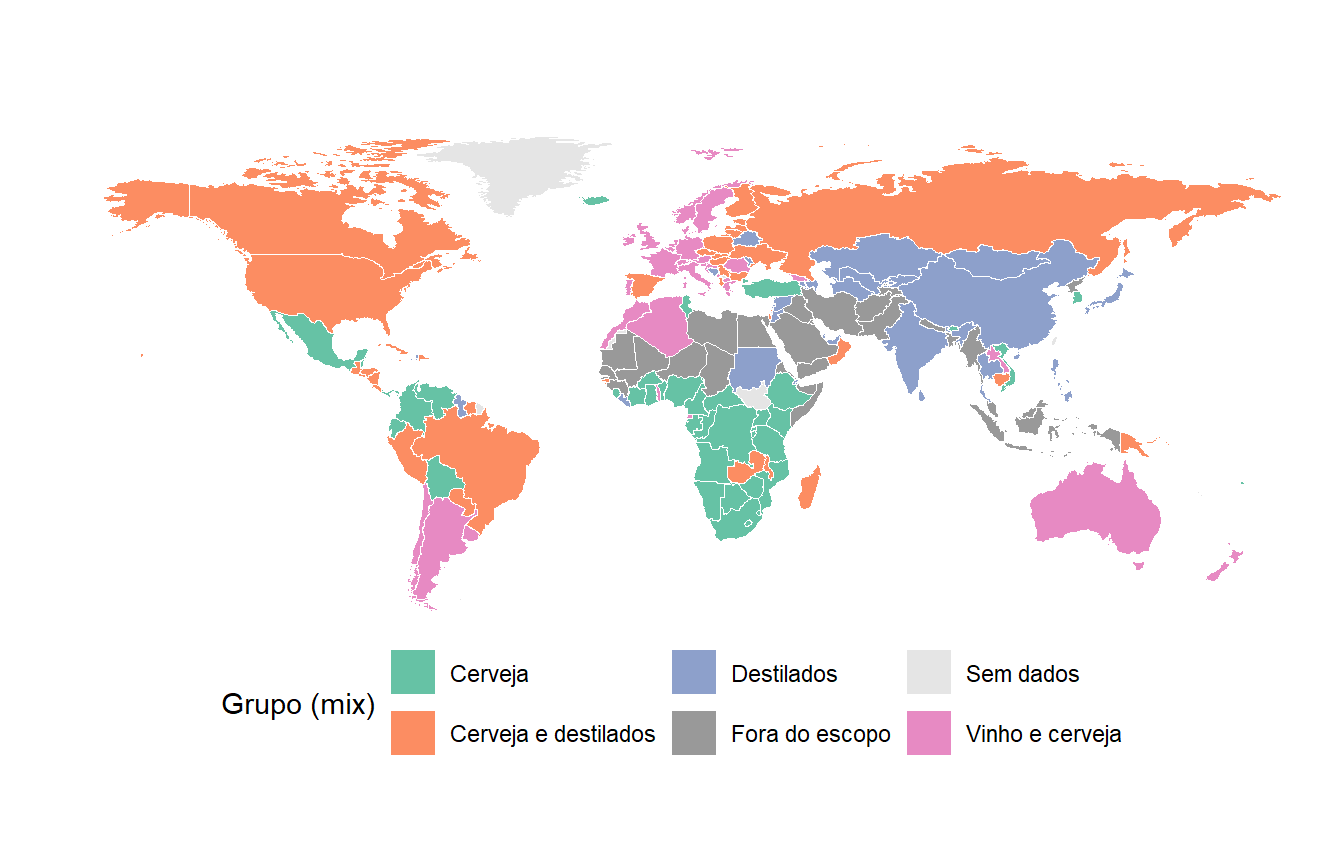 Grupo (mix)
Cerveja
Destilados
Sem dados
Cerveja e destilados
Fora do escopo
Vinho e cerveja